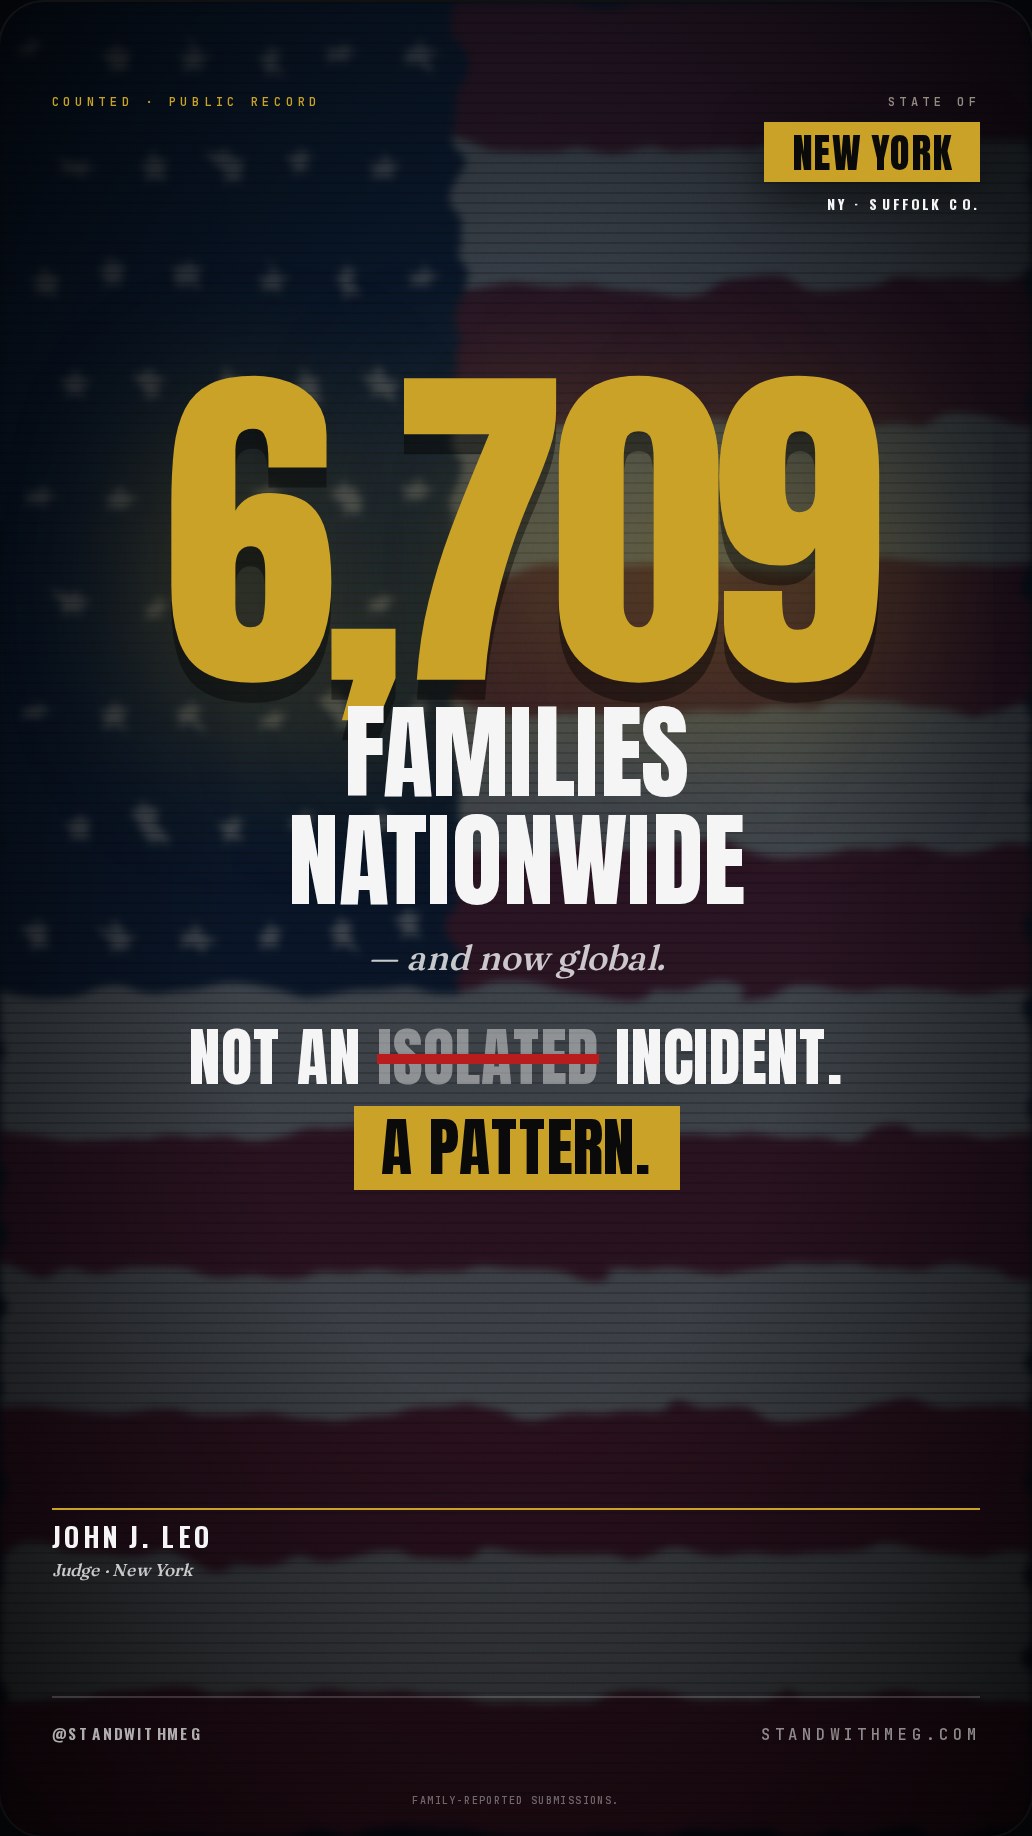 COUNTED · PUBLIC RECORD
STATE OF
NEW YORK
NY · SUFFOLK CO.
6,709
FAMILIES
NATIONWIDE
— and now global.
NOT AN ISOLATED INCIDENT.
A PATTERN.
JOHN J. LEO
Judge · New York
@STANDWITHMEG
STANDWITHMEG.COM
FAMILY-REPORTED SUBMISSIONS.